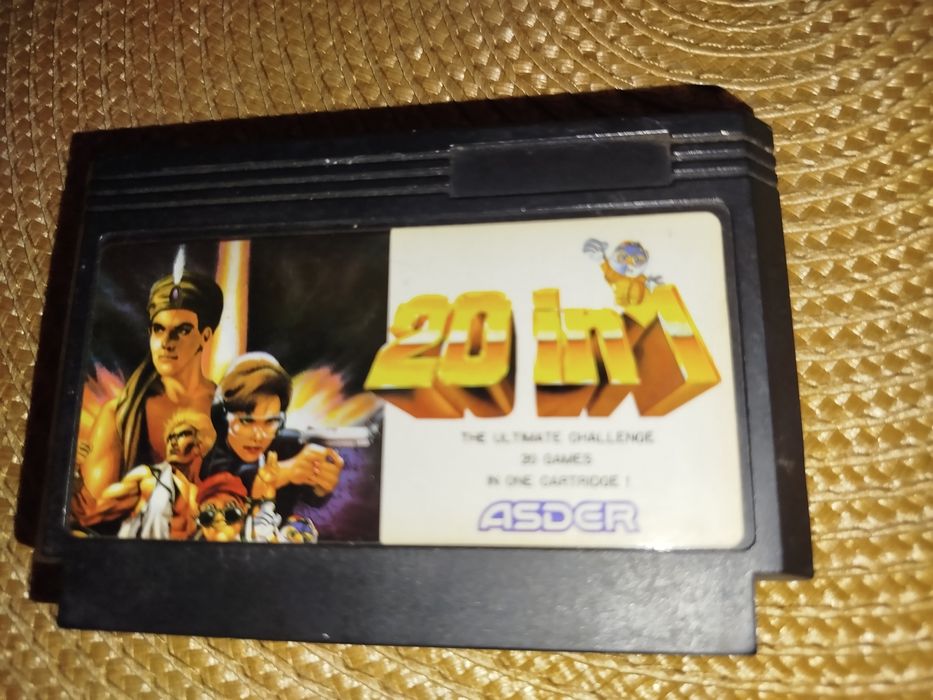 20 in 1
THE ULTIMATE CHALLENGE
20 GAMES
IN ONE CARTRIDGE !
ASDER